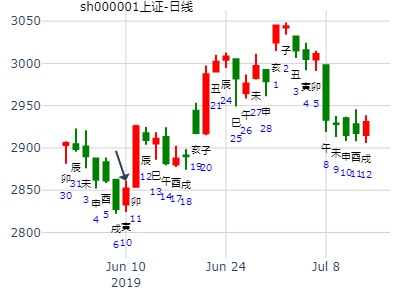 sh000001上证-日线
3050
3000
2950
2900
2850
2800
卯
30
辰
31
未
3
申
4
酉
5
戌
6
寅
10
卯
11
辰
12
巳
13
午
14
酉
17
戌
18
亥
19
子
20
丑
21
辰
24
巳
25
午
26
未
27
申
28
亥
1
子
2
丑
3
寅
4
卯
5
午
8
未
9
申
10
酉
11
戌
12
Jun 10
2019
Jun 24
Jul 8